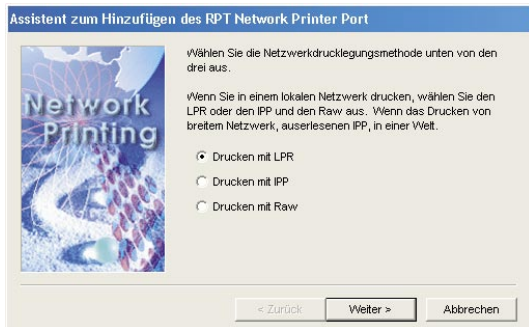 Assistent zum Hinzufügen des RPT Network Printer Port
Network
Printing
Wählen Sie die Netzwerkdrucklegungsmethode unten von den
drei aus.
Wenn Sie in einem lokalen Netzwerk drucken, wählen Sie den
LPR oder den IPP und den Raw aus. Wenn das Drucken von
breitem Netzwerk, auserlesenen IPP, in einer Welt.
Drucken mit LPR
Drucken mit IPP
Drucken mit Raw
< Zurück Weiter > Abbrechen